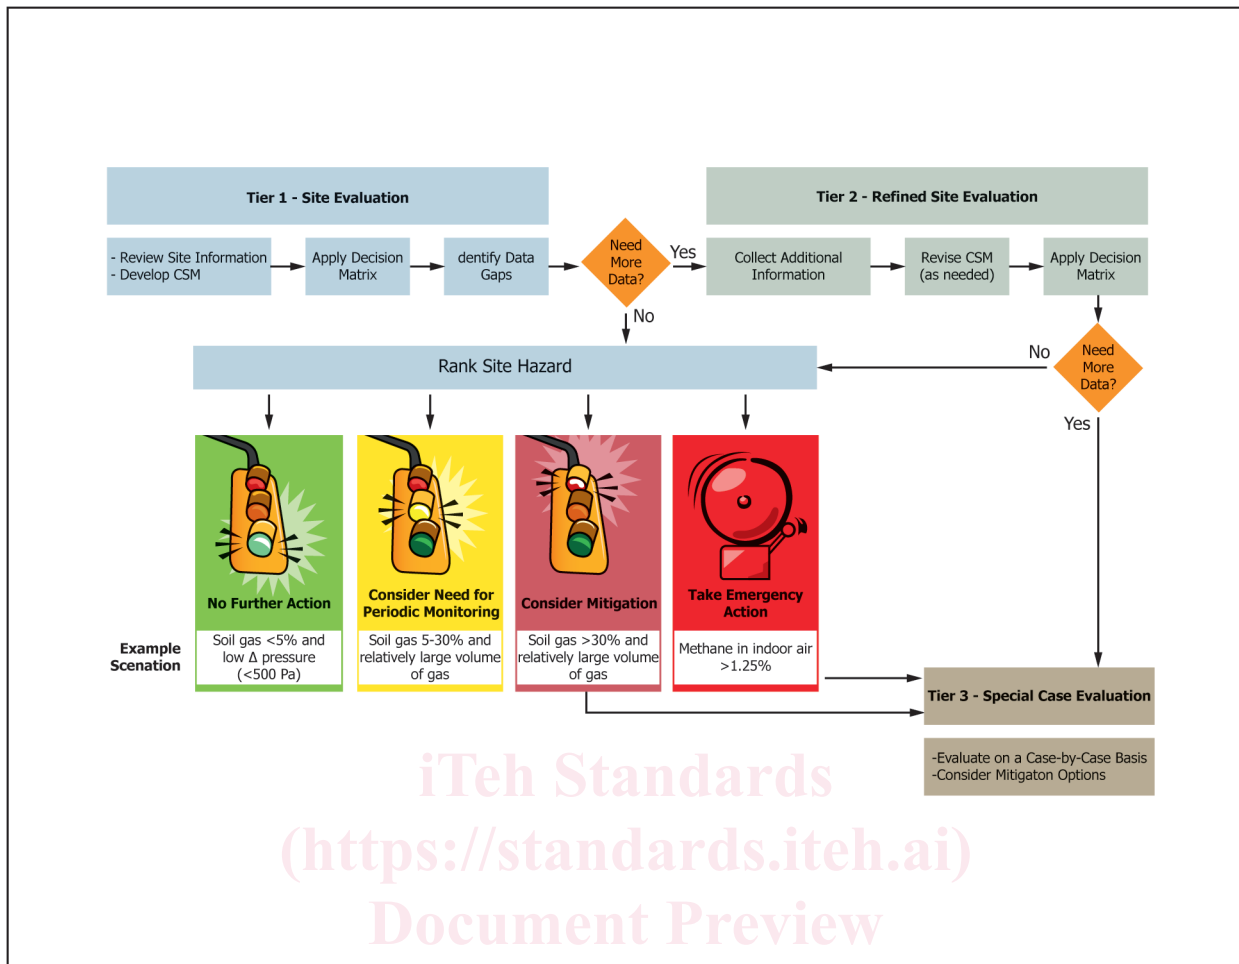 Tier 1 - Site Evaluation
Tier 2 - Refined Site Evaluation
- Review Site Information
- Develop CSM
Apply Decision
Matrix
dentify Data
Gaps
Need
More
Data?
Yes
Collect Additional
Information
Revise CSM
(as needed)
Apply Decision
Matrix
No
Rank Site Hazard
No
Need
More
Data?
Yes
No Further Action
Consider Need for
Periodic Monitoring
Consider Mitigation
Take Emergency
Action
Example
Scenation
Soil gas <5% and
low Δ pressure
(<500 Pa)
Soil gas 5-30% and
relatively large volume
of gas
Soil gas >30% and
relatively large volume
of gas
Methane in indoor air
>1.25%
Tier 3 - Special Case Evaluation
-Evaluate on a Case-by-Case Basis
-Consider Mitigaton Options
iTeh Standards
(https://standards.iteh.ai)
Document Preview